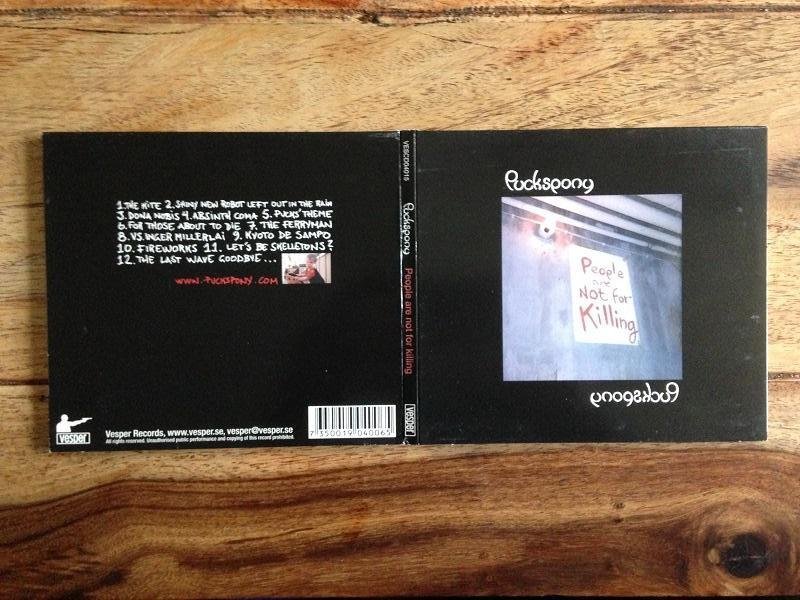 1. THE KITE 2. SHINY NEW ROBOT LEFT OUT IN THE RAIN
3. DONA NOBIS 4. ABSINTH COMA 5. PUCKS' THEME
6. FOR THOSE ABOUT TO DIE 7. THE FERRYMAN
8. VS. INGER MILLERLAI 9. KYOTO DE SAMPO
10. FIREWORKS 11. LET'S BE SKELETONS?
12. THE LAST WAVE GOODBYE...
WWW.PUCKSPONY.COM
vesper
Vesper Records, www.vesper.se, vesper@vesper.se
All rights reserved. Unauthorised public performance and copying of this record prohibited.
7 350019 040065
VESCD04015
Puckspony
People are not for killing
vesper
Puckspony
People
are
Not for
Killing
Puckspony